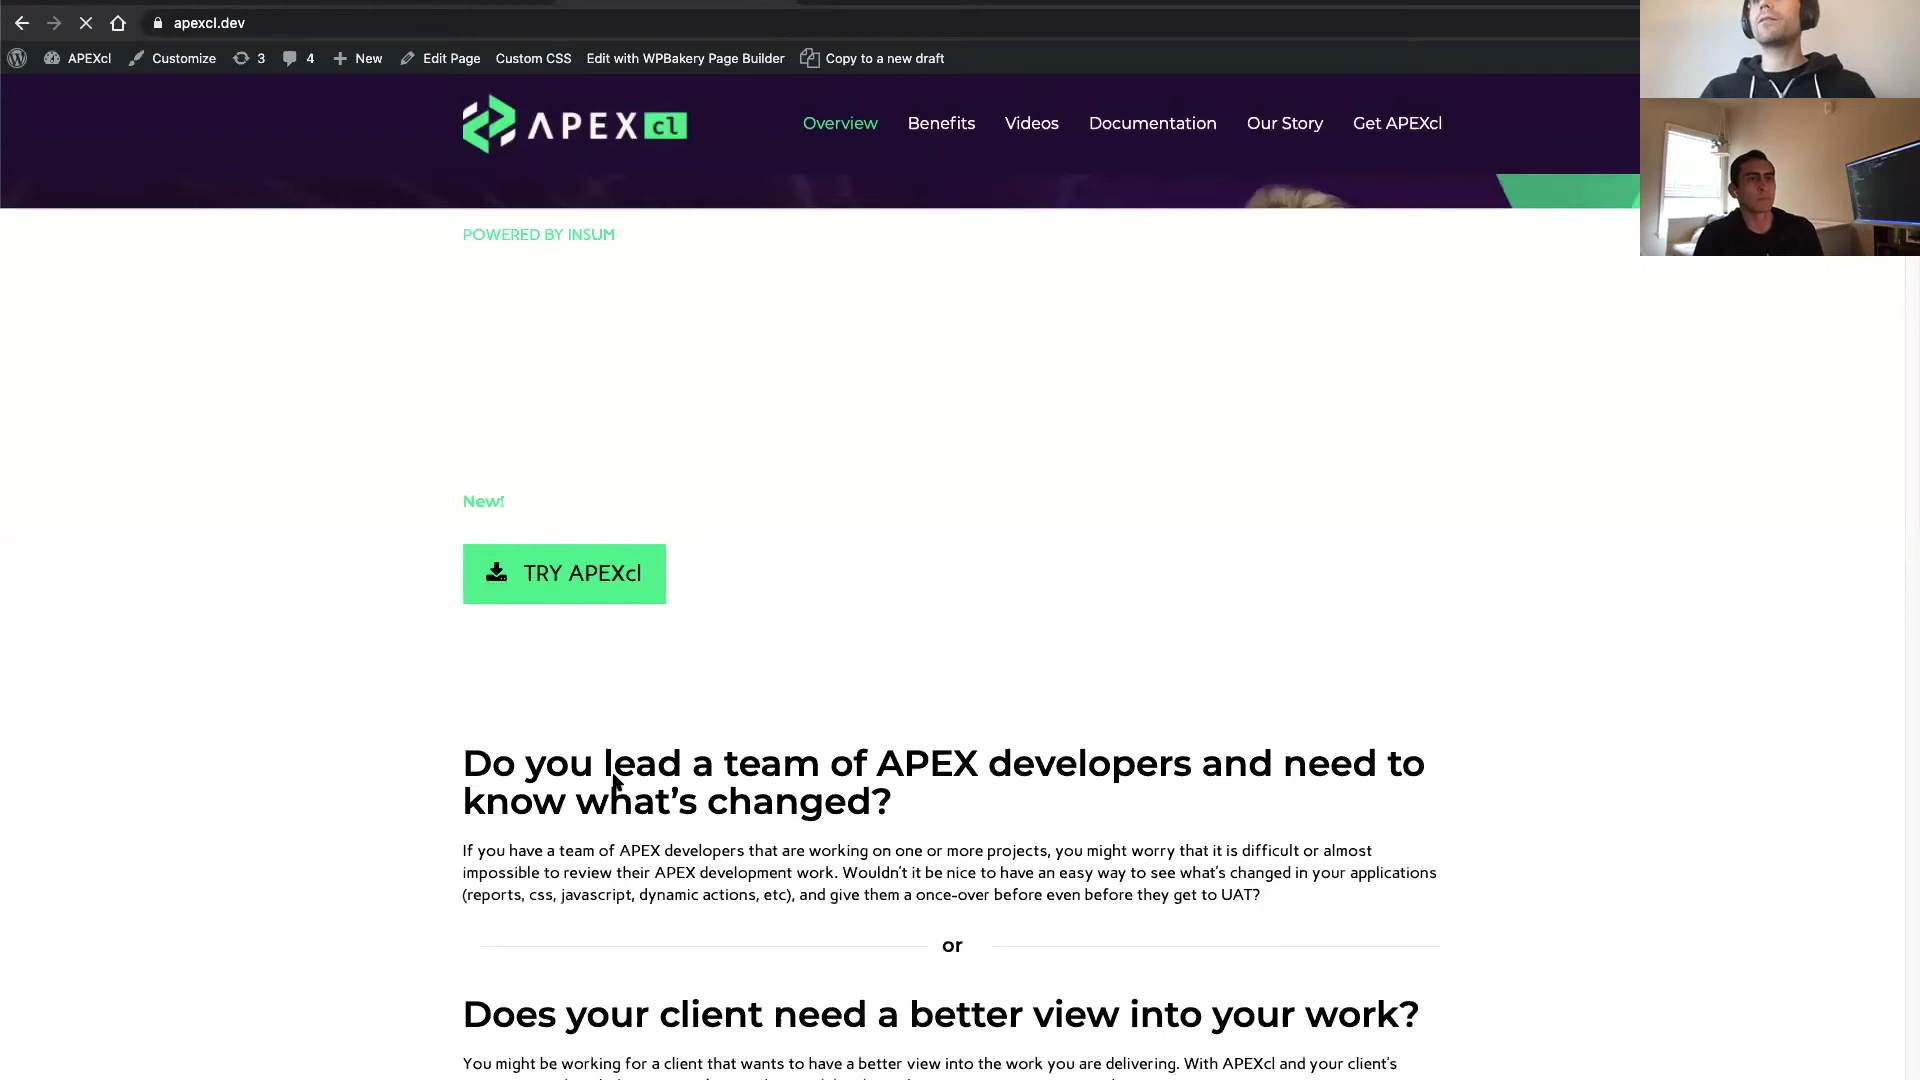 apexcl.dev
APEXcl Customize 3 4 New Edit Page Custom CSS Edit with WPBakery Page Builder Copy to a new draft
APEX cl Overview Benefits Videos Documentation Our Story Get APEXcl
POWERED BY INSUM
New!
TRY APEXcl
Do you lead a team of APEX developers and need to
know what's changed?
If you have a team of APEX developers that are working on one or more projects, you might worry that it is difficult or almost
impossible to review their APEX development work. Wouldn't it be nice to have an easy way to see what's changed in your applications
(reports, css, javascript, dynamic actions, etc), and give them a once-over before even before they get to UAT?
or
Does your client need a better view into your work?
You might be working for a client that wants to have a better view into the work you are delivering. With APEXcl and your client's